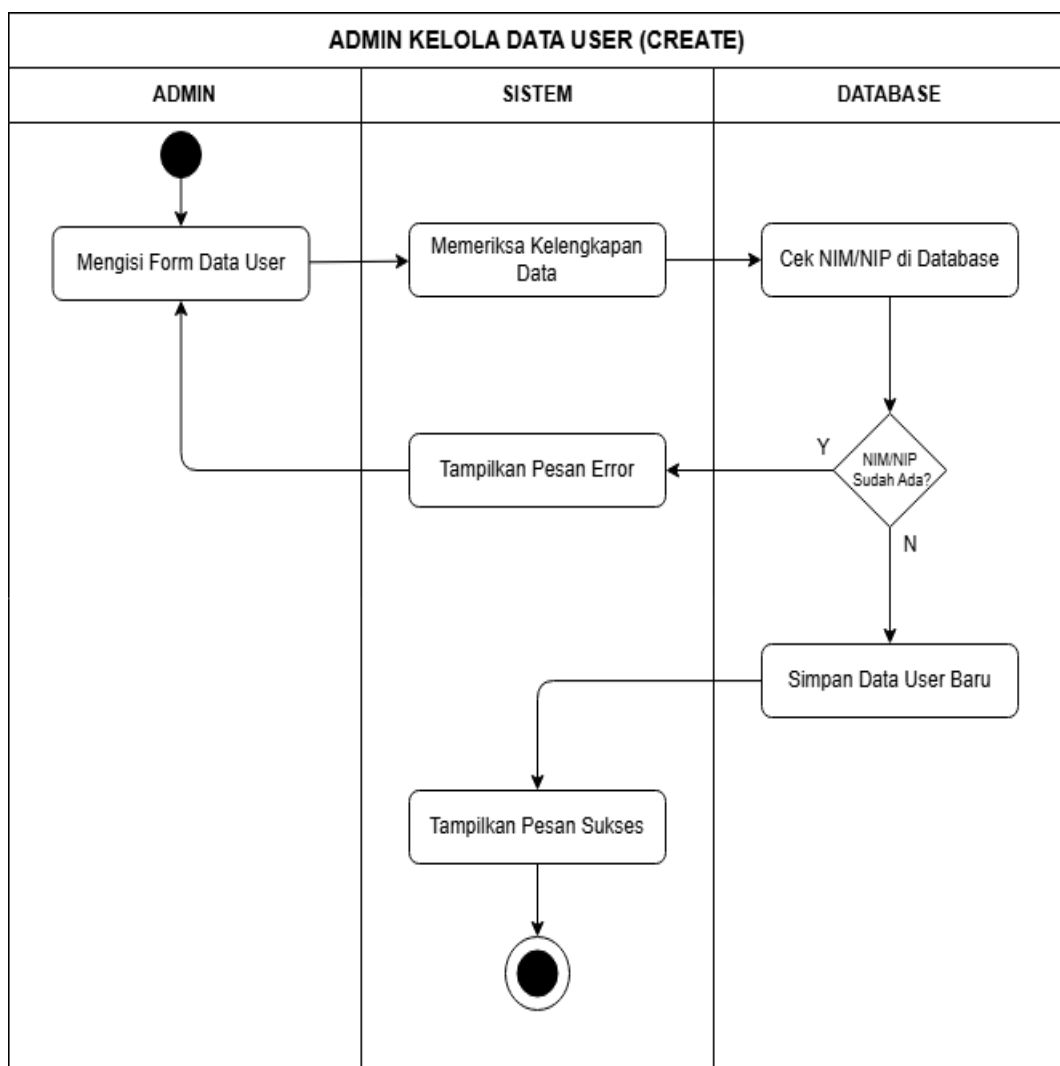 ADMIN KELOLA DATA USER (CREATE)
ADMIN
SISTEM
DATABASE
Mengisi Form Data User
Memeriksa Kelengkapan
Data
Cek NIM/NIP di Database
Tampilkan Pesan Error
Y
NIM/NIP
Sudah Ada?
N
Simpan Data User Baru
Tampilkan Pesan Sukses